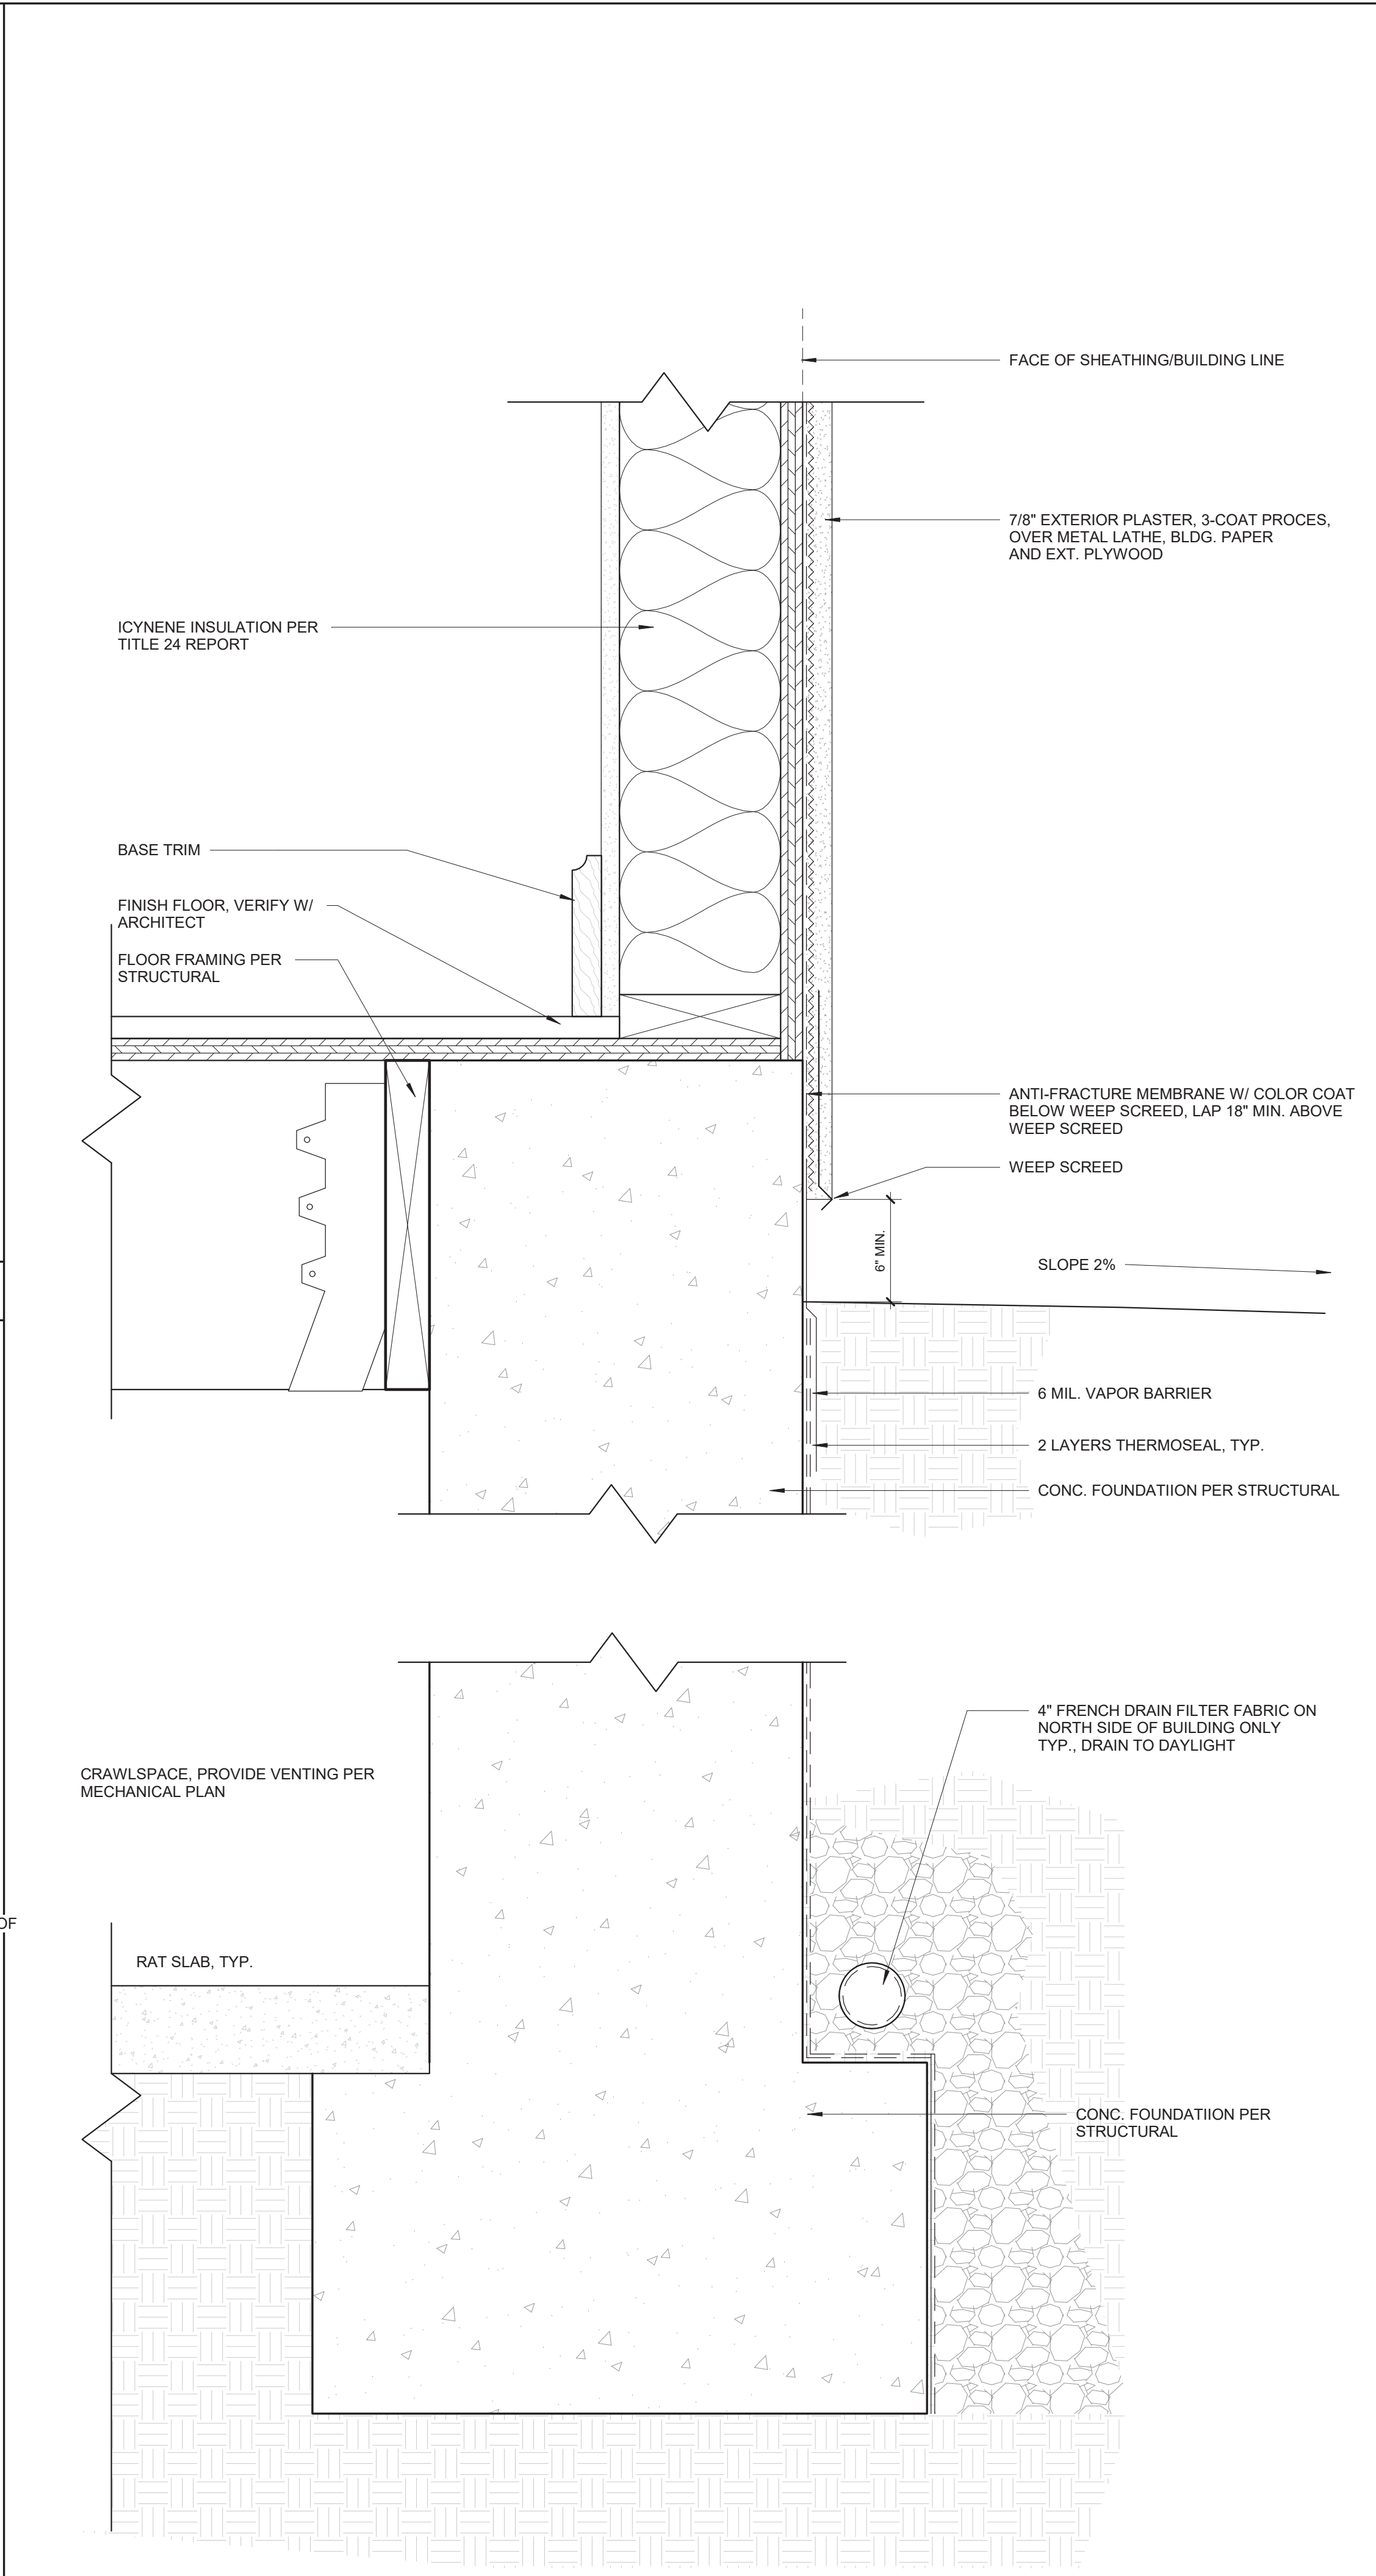 FACE OF SHEATHING/BUILDING LINE
7/8" EXTERIOR PLASTER, 3-COAT PROCES,
OVER METAL LATHE, BLDG. PAPER
AND EXT. PLYWOOD
ICYNENE INSULATION PER
TITLE 24 REPORT
BASE TRIM
FINISH FLOOR, VERIFY W/
ARCHITECT
FLOOR FRAMING PER
STRUCTURAL
ANTI-FRACTURE MEMBRANE W/ COLOR COAT
BELOW WEEP SCREED, LAP 18" MIN. ABOVE
WEEP SCREED
WEEP SCREED
6" MIN.
SLOPE 2%
6 MIL. VAPOR BARRIER
2 LAYERS THERMOSEAL, TYP.
CONC. FOUNDATIION PER STRUCTURAL
4" FRENCH DRAIN FILTER FABRIC ON
NORTH SIDE OF BUILDING ONLY
TYP., DRAIN TO DAYLIGHT
CRAWLSPACE, PROVIDE VENTING PER
MECHANICAL PLAN
OF
RAT SLAB, TYP.
CONC. FOUNDATIION PER
STRUCTURAL